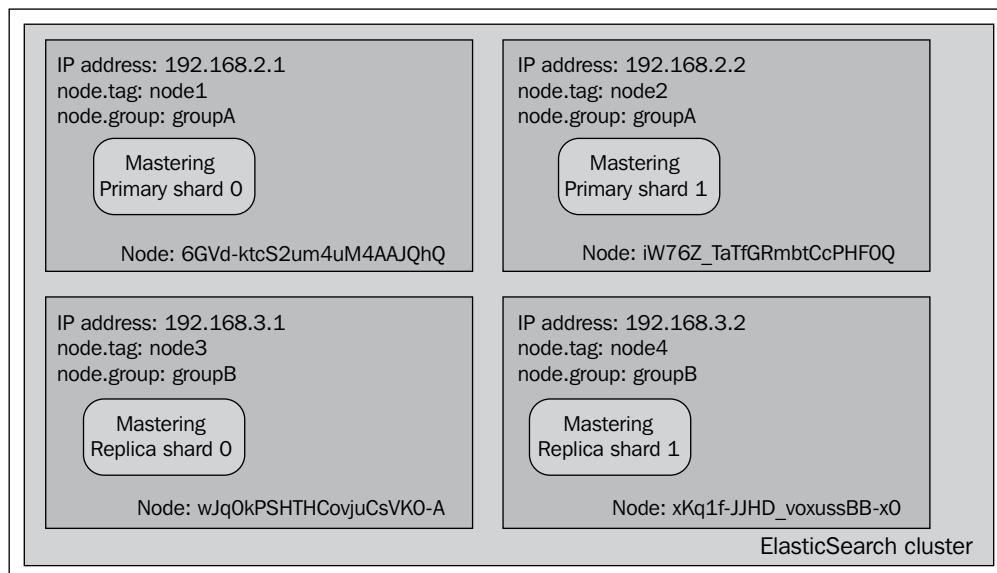 IP address: 192.168.2.1
node.tag: node1
node.group: groupA
Mastering
Primary shard 0
Node: 6GVd-ktcS2um4uM4AAJQhQ
IP address: 192.168.2.2
node.tag: node2
node.group: groupA
Mastering
Primary shard 1
Node: iW76Z_TaTfGRmbtCcPHF0Q
IP address: 192.168.3.1
node.tag: node3
node.group: groupB
Mastering
Replica shard 0
Node: wJq0kPSHTHCovjuCsVK0-A
IP address: 192.168.3.2
node.tag: node4
node.group: groupB
Mastering
Replica shard 1
Node: xKq1f-JJHD_voxussBB-x0
ElasticSearch cluster